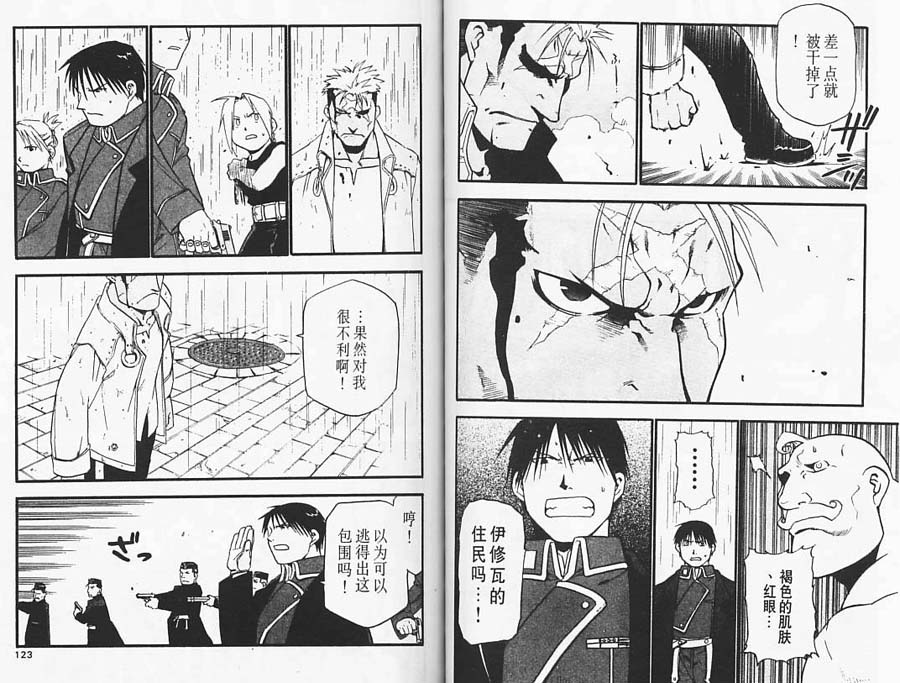 差一点就
被干掉了
！
褐色的肌肤
、红眼…
……
伊修瓦的
住民吗…！
…果然对我
很不利啊！
哼！
以为可以
逃得出这
包围吗！
ざっ
123